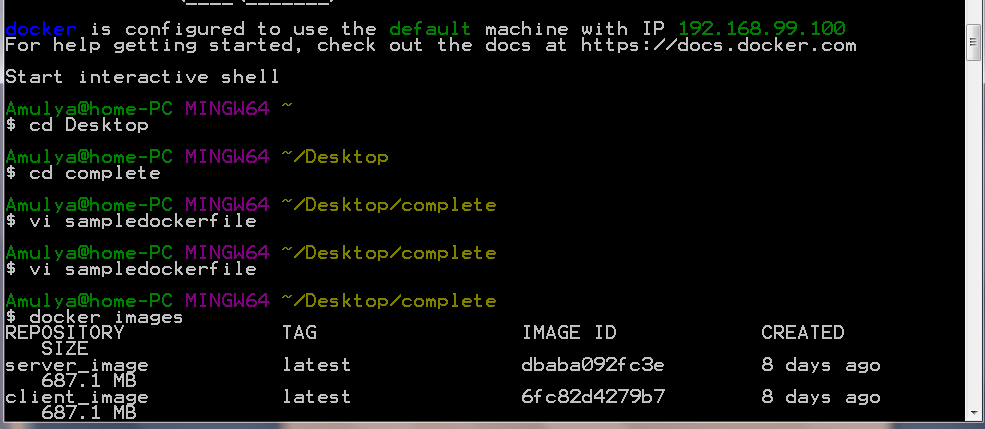 docker is configured to use the default machine with IP 192.168.99.100
For help getting started, check out the docs at https://docs.docker.com
Start interactive shell
Amulya@home-PC MINGW64 ~
$ cd Desktop
Amulya@home-PC MINGW64 ~/Desktop
$ cd complete
Amulya@home-PC MINGW64 ~/Desktop/complete
$ vi sampledockerfile
Amulya@home-PC MINGW64 ~/Desktop/complete
$ vi sampledockerfile
Amulya@home-PC MINGW64 ~/Desktop/complete
$ docker images
REPOSITORY TAG IMAGE ID CREATED
SIZE
server_image latest dbaba092fc3e 8 days ago
687.1 MB
client_image latest 6fc82d4279b7 8 days ago
687.1 MB